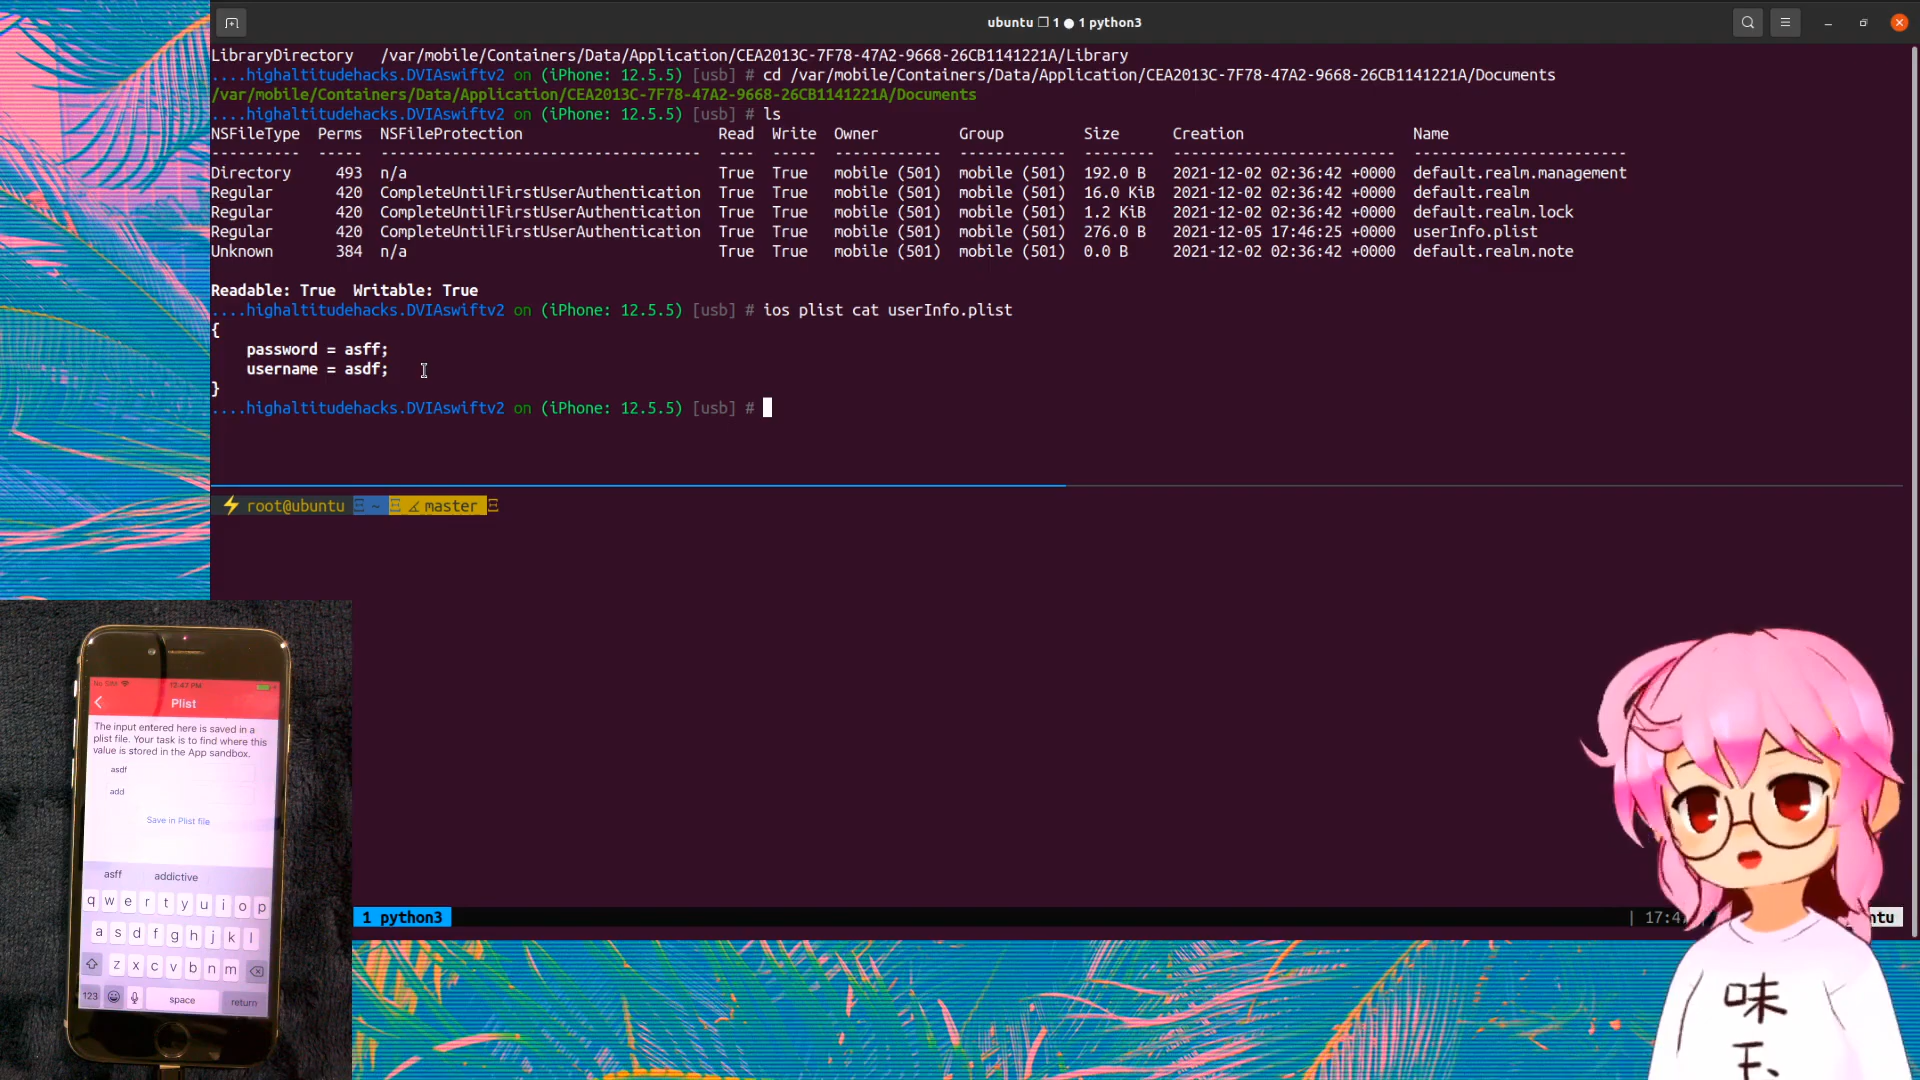 ubuntu ❐ 1 ● 1 python3
LibraryDirectory /var/mobile/Containers/Data/Application/CEA2013C-7F78-47A2-9668-26CB1141221A/Library
....highaltitudehacks.DVIAswiftv2 on (iPhone: 12.5.5) [usb] # cd /var/mobile/Containers/Data/Application/CEA2013C-7F78-47A2-9668-26CB1141221A/Documents
/var/mobile/Containers/Data/Application/CEA2013C-7F78-47A2-9668-26CB1141221A/Documents
....highaltitudehacks.DVIAswiftv2 on (iPhone: 12.5.5) [usb] # ls
NSFileType Perms NSFileProtection Read Write Owner Group Size Creation Name
Directory 493 n/a True True mobile (501) mobile (501) 192.0 B 2021-12-02 02:36:42 +0000 default.realm.management
Regular 420 CompleteUntilFirstUserAuthentication True True mobile (501) mobile (501) 16.0 KiB 2021-12-02 02:36:42 +0000 default.realm
Regular 420 CompleteUntilFirstUserAuthentication True True mobile (501) mobile (501) 1.2 KiB 2021-12-02 02:36:42 +0000 default.realm.lock
Regular 420 CompleteUntilFirstUserAuthentication True True mobile (501) mobile (501) 276.0 B 2021-12-05 17:46:25 +0000 userInfo.plist
Unknown 384 n/a True True mobile (501) mobile (501) 0.0 B 2021-12-02 02:36:42 +0000 default.realm.note
Readable: True Writable: True
....highaltitudehacks.DVIAswiftv2 on (iPhone: 12.5.5) [usb] # ios plist cat userInfo.plist
{
password = asff;
username = asdf;
}
....highaltitudehacks.DVIAswiftv2 on (iPhone: 12.5.5) [usb] #
⚡ root@ubuntu ~ master
No SIM 12:47 PM
Plist
The input entered here is saved in a
plist file. Your task is to find where this
value is stored in the App sandbox.
asdf
add
Save in Plist file
asff addictive
q w e r t y u i o p
a s d f g h j k l
z x c v b n m
123 space return
1 python3
味
玉